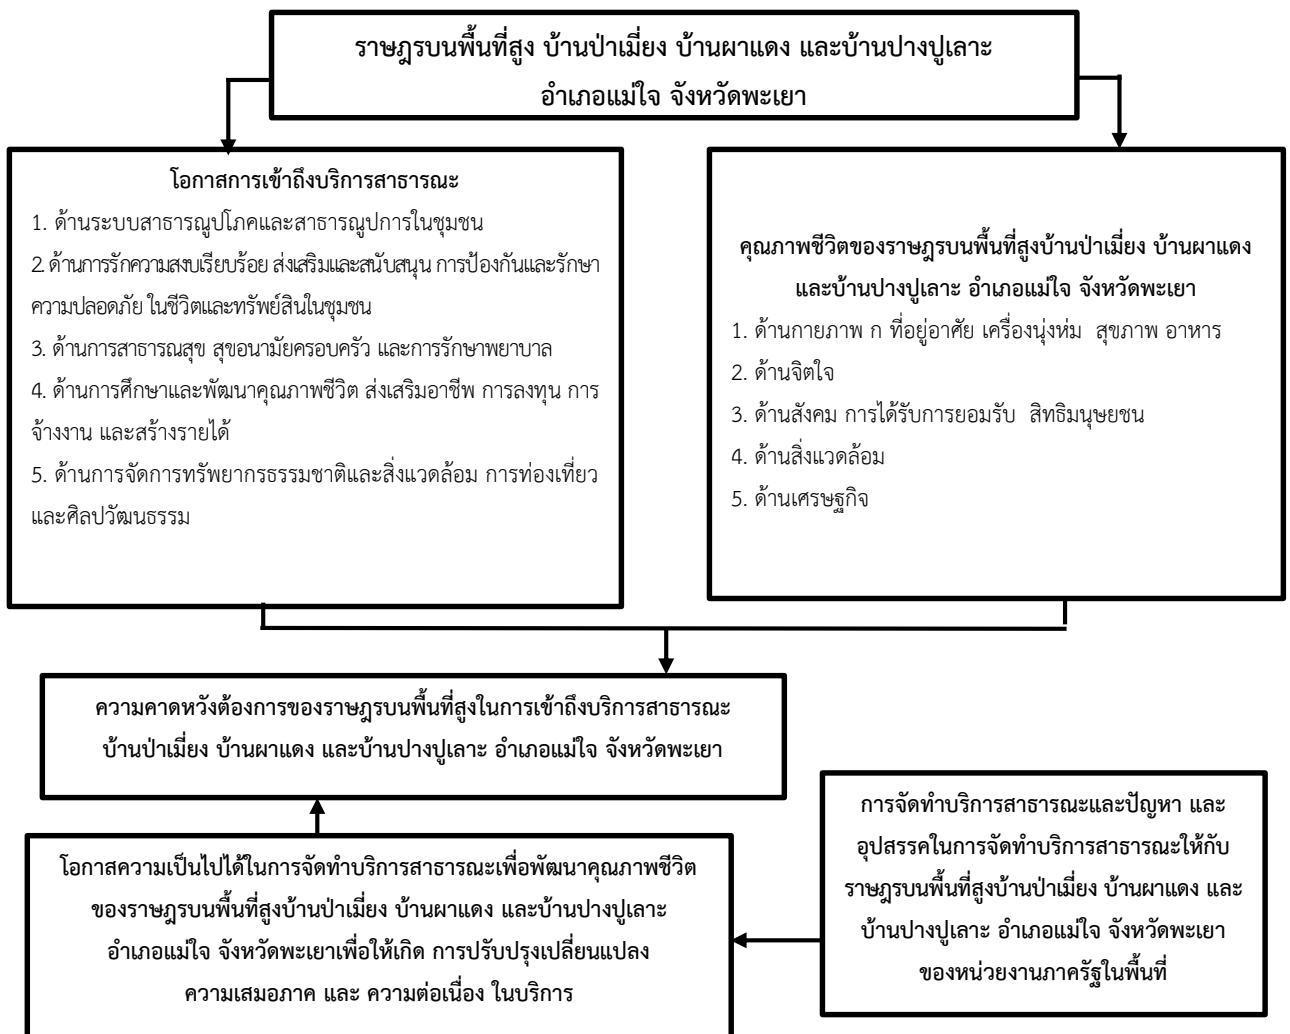 ราษฎรบนพื้นที่สูง บ้านป่าเมี่ยง บ้านผาแดง และบ้านปางปูเลาะ
อำเภอแม่ใจ จังหวัดพะเยา
โอกาสการเข้าถึงบริการสาธารณะ
1. ด้านระบบสาธารณูปโภคและสาธารณูปการในชุมชน
2. ด้านการรักความสงบเรียบร้อย ส่งเสริมและสนับสนุน การป้องกันและรักษา
ความปลอดภัย ในชีวิตและทรัพย์สินในชุมชน
3. ด้านการสาธารณสุข สุขอนามัยครอบครัว และการรักษาพยาบาล
4. ด้านการศึกษาและพัฒนาคุณภาพชีวิต ส่งเสริมอาชีพ การลงทุน การ
จ้างงาน และสร้างรายได้
5. ด้านการจัดการทรัพยากรธรรมชาติและสิ่งแวดล้อม การท่องเที่ยว
และศิลปวัฒนธรรม
คุณภาพชีวิตของราษฎรบนพื้นที่สูงบ้านป่าเมี่ยง บ้านผาแดง
และบ้านปางปูเลาะ อำเภอแม่ใจ จังหวัดพะเยา
1. ด้านกายภาพ ก ที่อยู่อาศัย เครื่องนุ่งห่ม สุขภาพ อาหาร
2. ด้านจิตใจ
3. ด้านสังคม การได้รับการยอมรับ สิทธิมนุษยชน
4. ด้านสิ่งแวดล้อม
5. ด้านเศรษฐกิจ
ความคาดหวังต้องการของราษฎรบนพื้นที่สูงในการเข้าถึงบริการสาธารณะ
บ้านป่าเมี่ยง บ้านผาแดง และบ้านปางปูเลาะ อำเภอแม่ใจ จังหวัดพะเยา
โอกาสความเป็นไปได้ในการจัดทำบริการสาธารณะเพื่อพัฒนาคุณภาพชีวิต
ของราษฎรบนพื้นที่สูงบ้านป่าเมี่ยง บ้านผาแดง และบ้านปางปูเลาะ
อำเภอแม่ใจ จังหวัดพะเยาเพื่อให้เกิด การปรับปรุงเปลี่ยนแปลง
ความเสมอภาค และ ความต่อเนื่อง ในบริการ
การจัดทำบริการสาธารณะและปัญหา และ
อุปสรรคในการจัดทำบริการสาธารณะให้กับ
ราษฎรบนพื้นที่สูงบ้านป่าเมี่ยง บ้านผาแดง และ
บ้านปางปูเลาะ อำเภอแม่ใจ จังหวัดพะเยา
ของหน่วยงานภาครัฐในพื้นที่